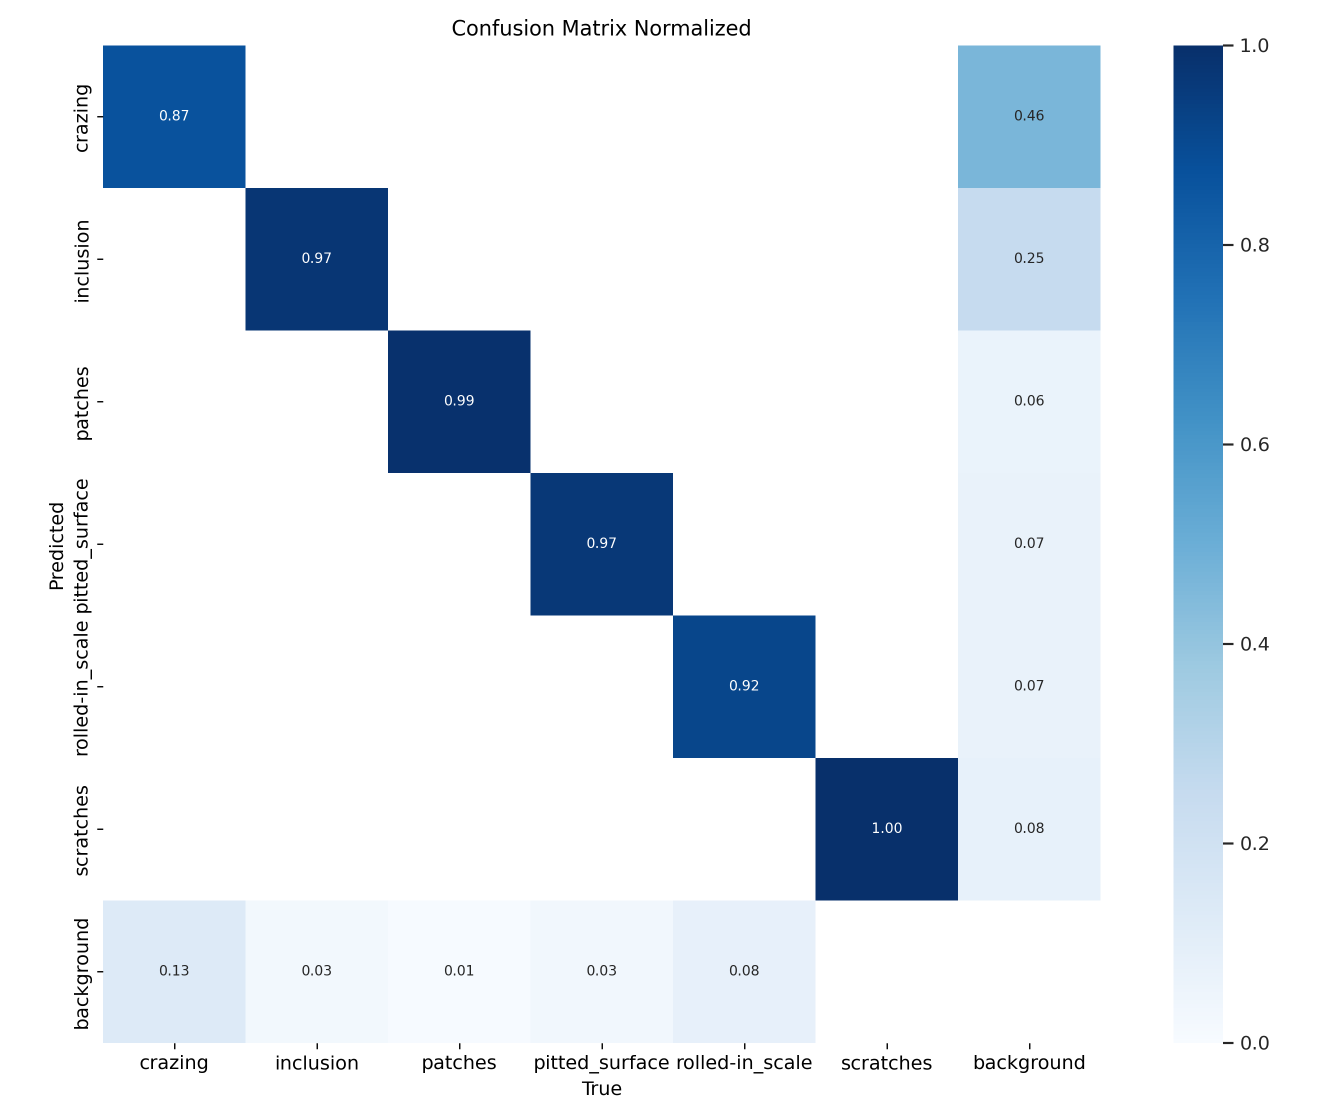 Confusion Matrix Normalized
crazing
0.87
0.46
1.0
inclusion
0.97
0.25
0.8
patches
0.99
0.06
0.6
Predicted
pitted_surface
0.97
0.07
0.4
rolled-in_scale
0.92
0.07
scratches
1.00
0.08
0.2
background
0.13
0.03
0.01
0.03
0.08
0.0
crazing
inclusion
patches
pitted_surface
rolled-in_scale
scratches
background
True